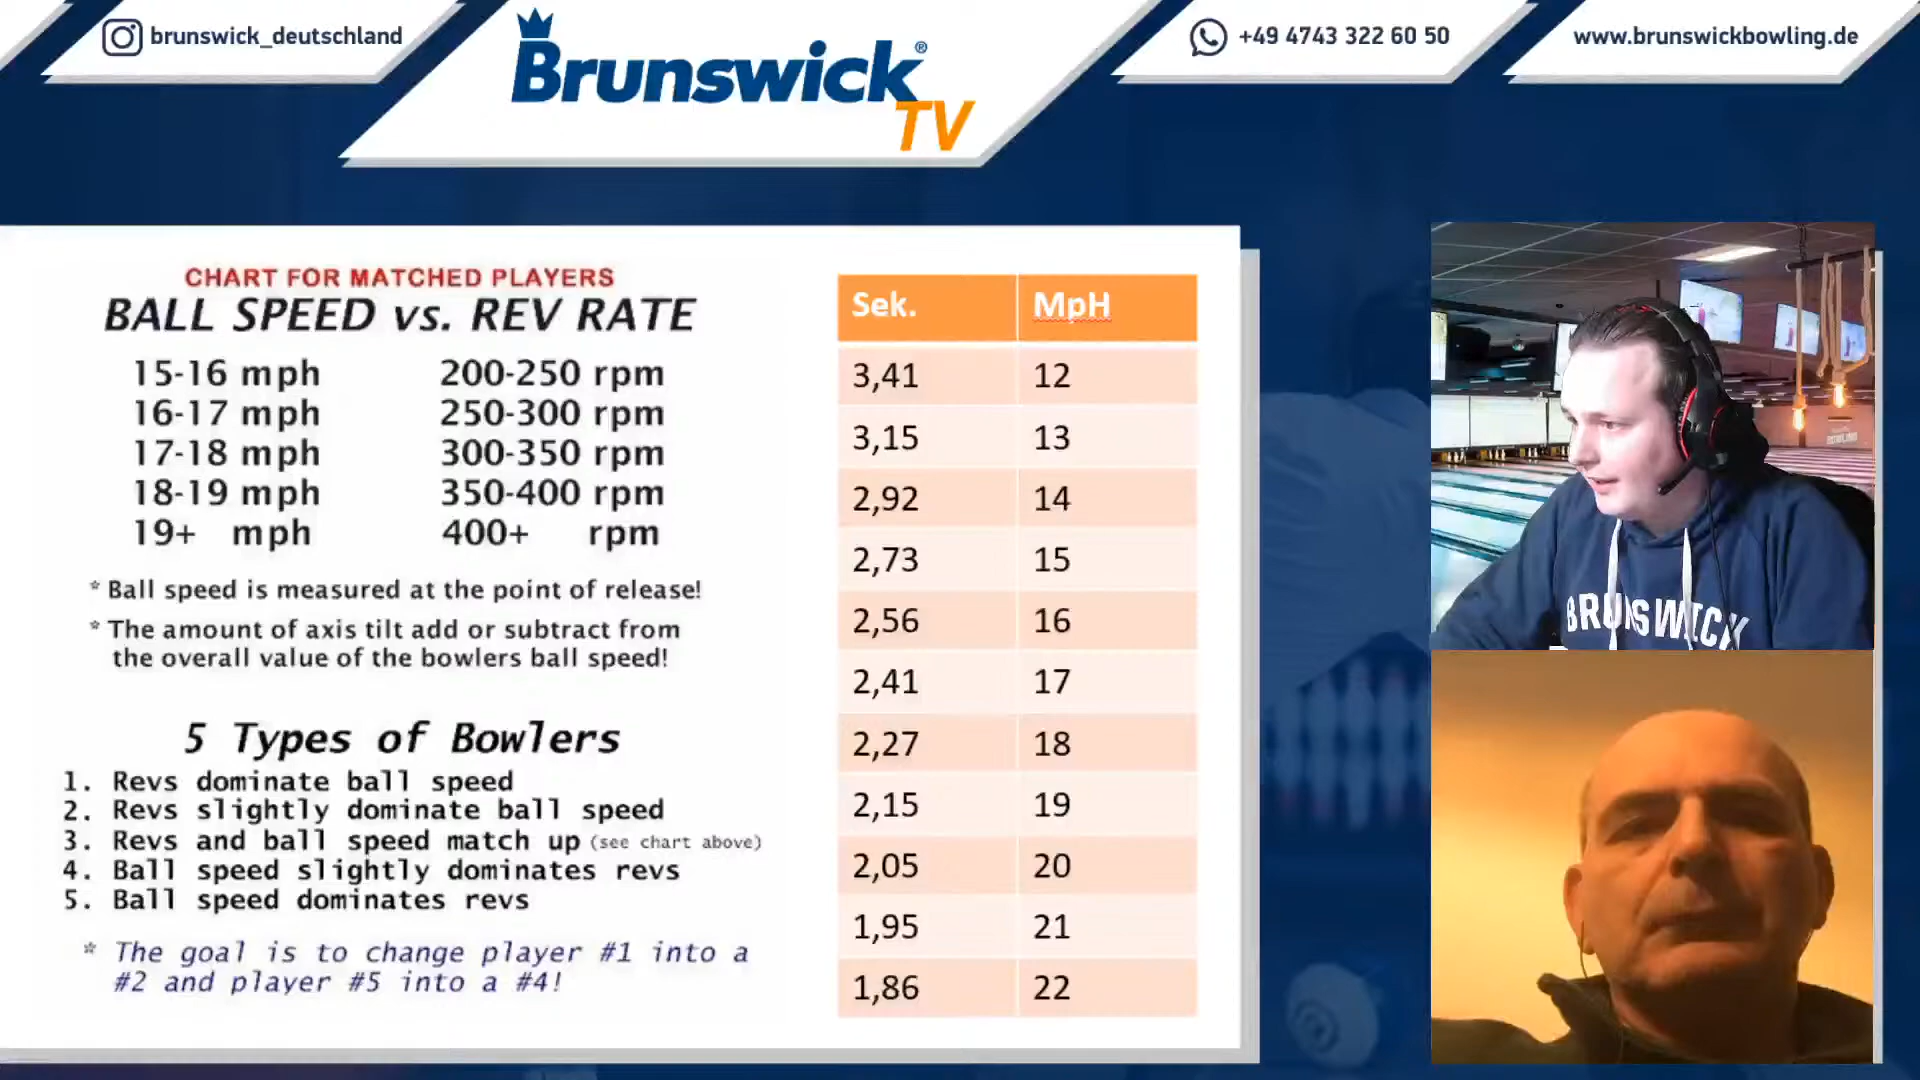 brunswick_deutschland
Brunswick®
TV
+49 4743 322 60 50
www.brunswickbowling.de
CHART FOR MATCHED PLAYERS
BALL SPEED vs. REV RATE
15-16 mph 200-250 rpm
16-17 mph 250-300 rpm
17-18 mph 300-350 rpm
18-19 mph 350-400 rpm
19+ mph 400+ rpm
* Ball speed is measured at the point of release!
* The amount of axis tilt add or subtract from
the overall value of the bowlers ball speed!
5 Types of Bowlers
1. Revs dominate ball speed
2. Revs slightly dominate ball speed
3. Revs and ball speed match up (see chart above)
4. Ball speed slightly dominates revs
5. Ball speed dominates revs
* The goal is to change player #1 into a
#2 and player #5 into a #4!
Sek. MpH
3,41 12
3,15 13
2,92 14
2,73 15
2,56 16
2,41 17
2,27 18
2,15 19
2,05 20
1,95 21
1,86 22
BRUNSWICK